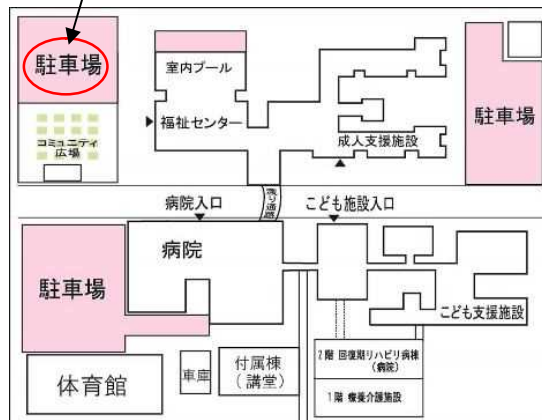 駐車場
室内プール
福祉センター
コミュニティ
広場
成人支援施設
駐車場
病院入口
渡り通路
こども施設入口
病院
駐車場
こども支援施設
体育館
車庫
付属棟
(講堂)
2階 回復期リハビリ病棟
(病院)
1階 療養介護施設